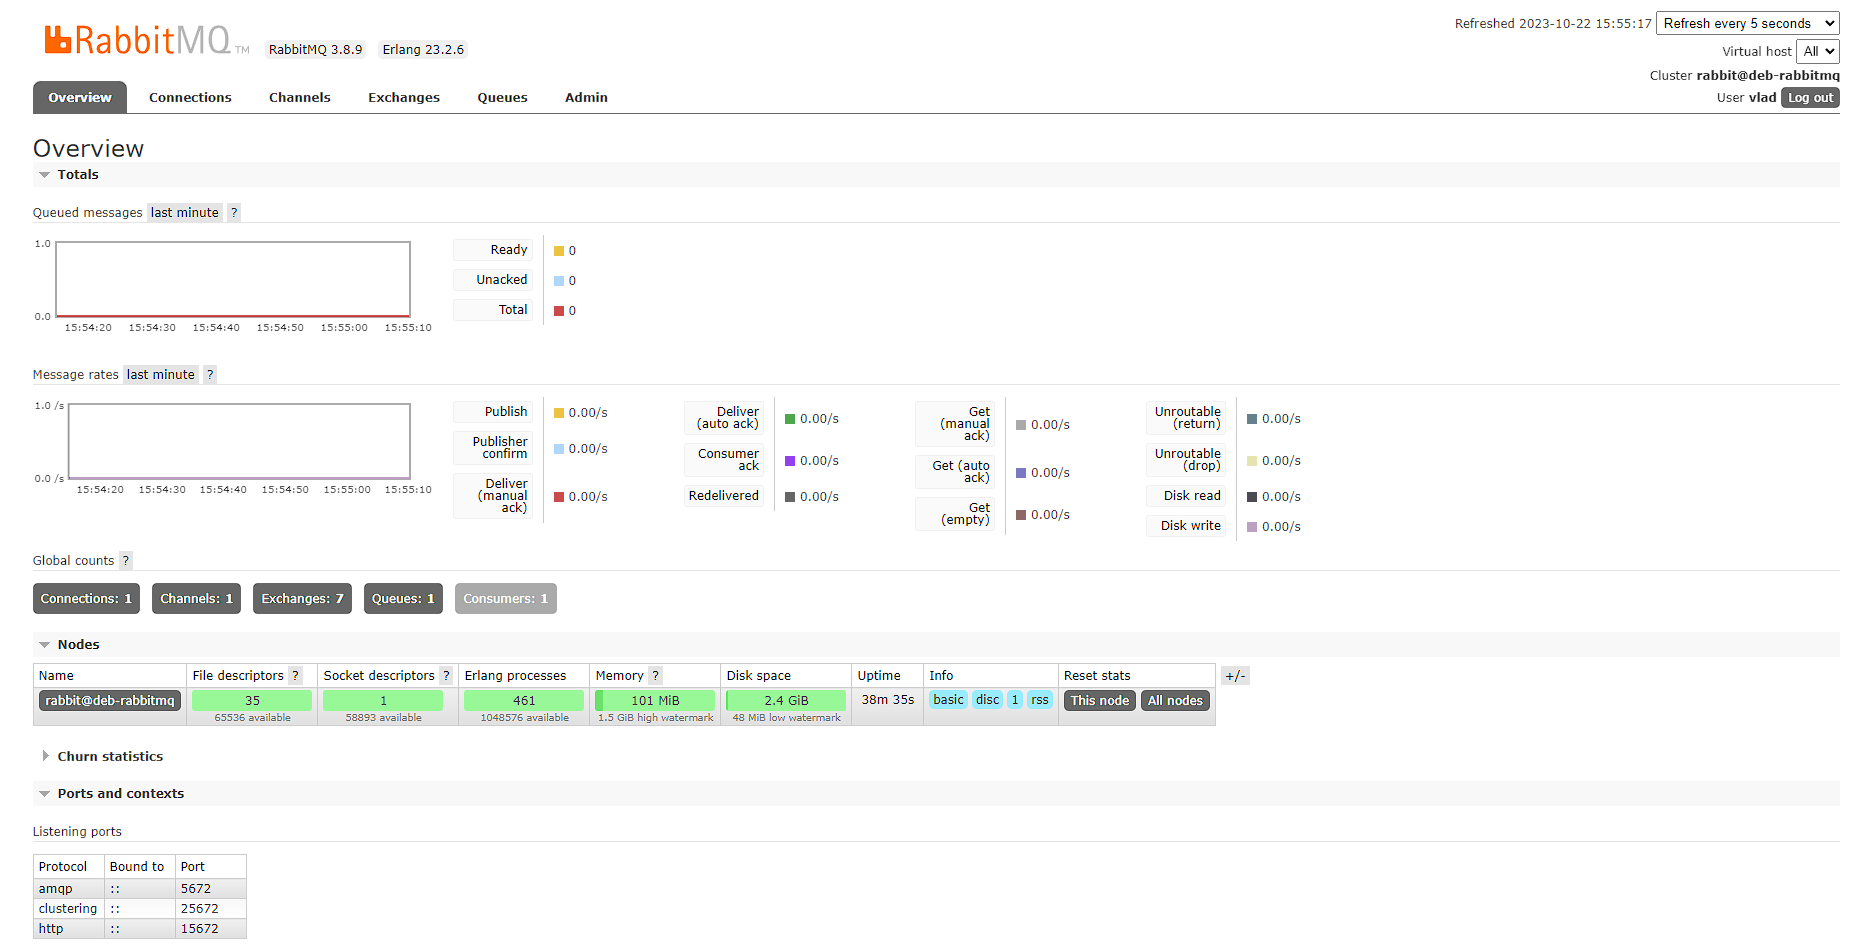 RabbitMQ TM RabbitMQ 3.8.9 Erlang 23.2.6
Refreshed 2023-10-22 15:55:17 Refresh every 5 seconds
Virtual host All
Cluster rabbit@deb-rabbitmq
User vlad Log out
Overview Connections Channels Exchanges Queues Admin
Overview
Totals
Queued messages last minute ?
1.0
0.0
15:54:20 15:54:30 15:54:40 15:54:50 15:55:00 15:55:10
Ready 0
Unacked 0
Total 0
Message rates last minute ?
1.0 /s
0.0 /s
15:54:20 15:54:30 15:54:40 15:54:50 15:55:00 15:55:10
Publish 0.00/s
Publisher
confirm 0.00/s
Deliver
(manual
ack) 0.00/s
Deliver
(auto ack) 0.00/s
Consumer
ack 0.00/s
Redelivered 0.00/s
Get
(manual
ack) 0.00/s
Get (auto
ack) 0.00/s
Get
(empty) 0.00/s
Unroutable
(return) 0.00/s
Unroutable
(drop) 0.00/s
Disk read 0.00/s
Disk write 0.00/s
Global counts ?
Connections: 1 Channels: 1 Exchanges: 7 Queues: 1 Consumers: 1
Nodes
Name File descriptors ? Socket descriptors ? Erlang processes Memory ? Disk space Uptime Info Reset stats +/-
rabbit@deb-rabbitmq 35 1 461 101 MiB 2.4 GiB 38m 35s basic disc 1 rss This node All nodes
65536 available 58893 available 1048576 available 1.5 GiB high watermark 48 MiB low watermark
Churn statistics
Ports and contexts
Listening ports
Protocol Bound to Port
amqp :: 5672
clustering :: 25672
http :: 15672